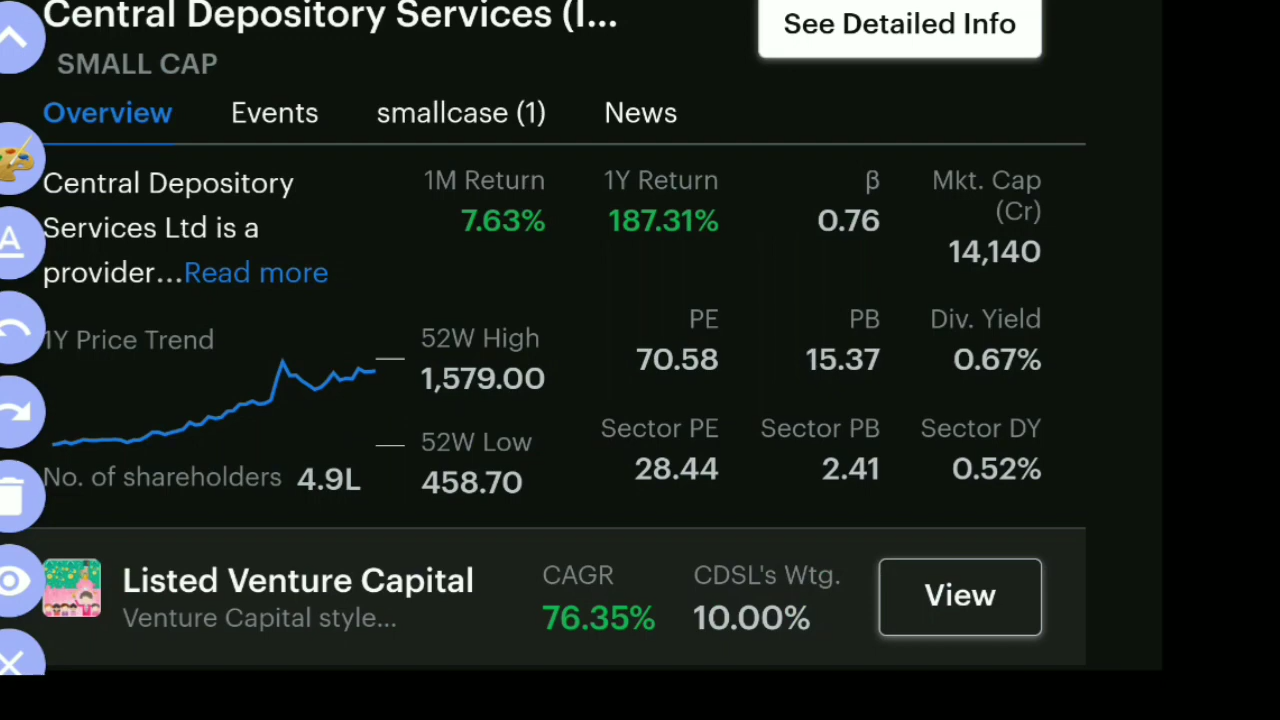 Central Depository Services (I...
See Detailed Info
SMALL CAP
Overview Events smallcase (1) News
Central Depository
Services Ltd is a
provider...Read more
1M Return
7.63%
1Y Return
187.31%
β
0.76
Mkt. Cap
(Cr)
14,140
1Y Price Trend
52W High
1,579.00
52W Low
458.70
No. of shareholders 4.9L
PE
70.58
PB
15.37
Div. Yield
0.67%
Sector PE
28.44
Sector PB
2.41
Sector DY
0.52%
Listed Venture Capital
Venture Capital style...
CAGR
76.35%
CDSL's Wtg.
10.00%
View
A